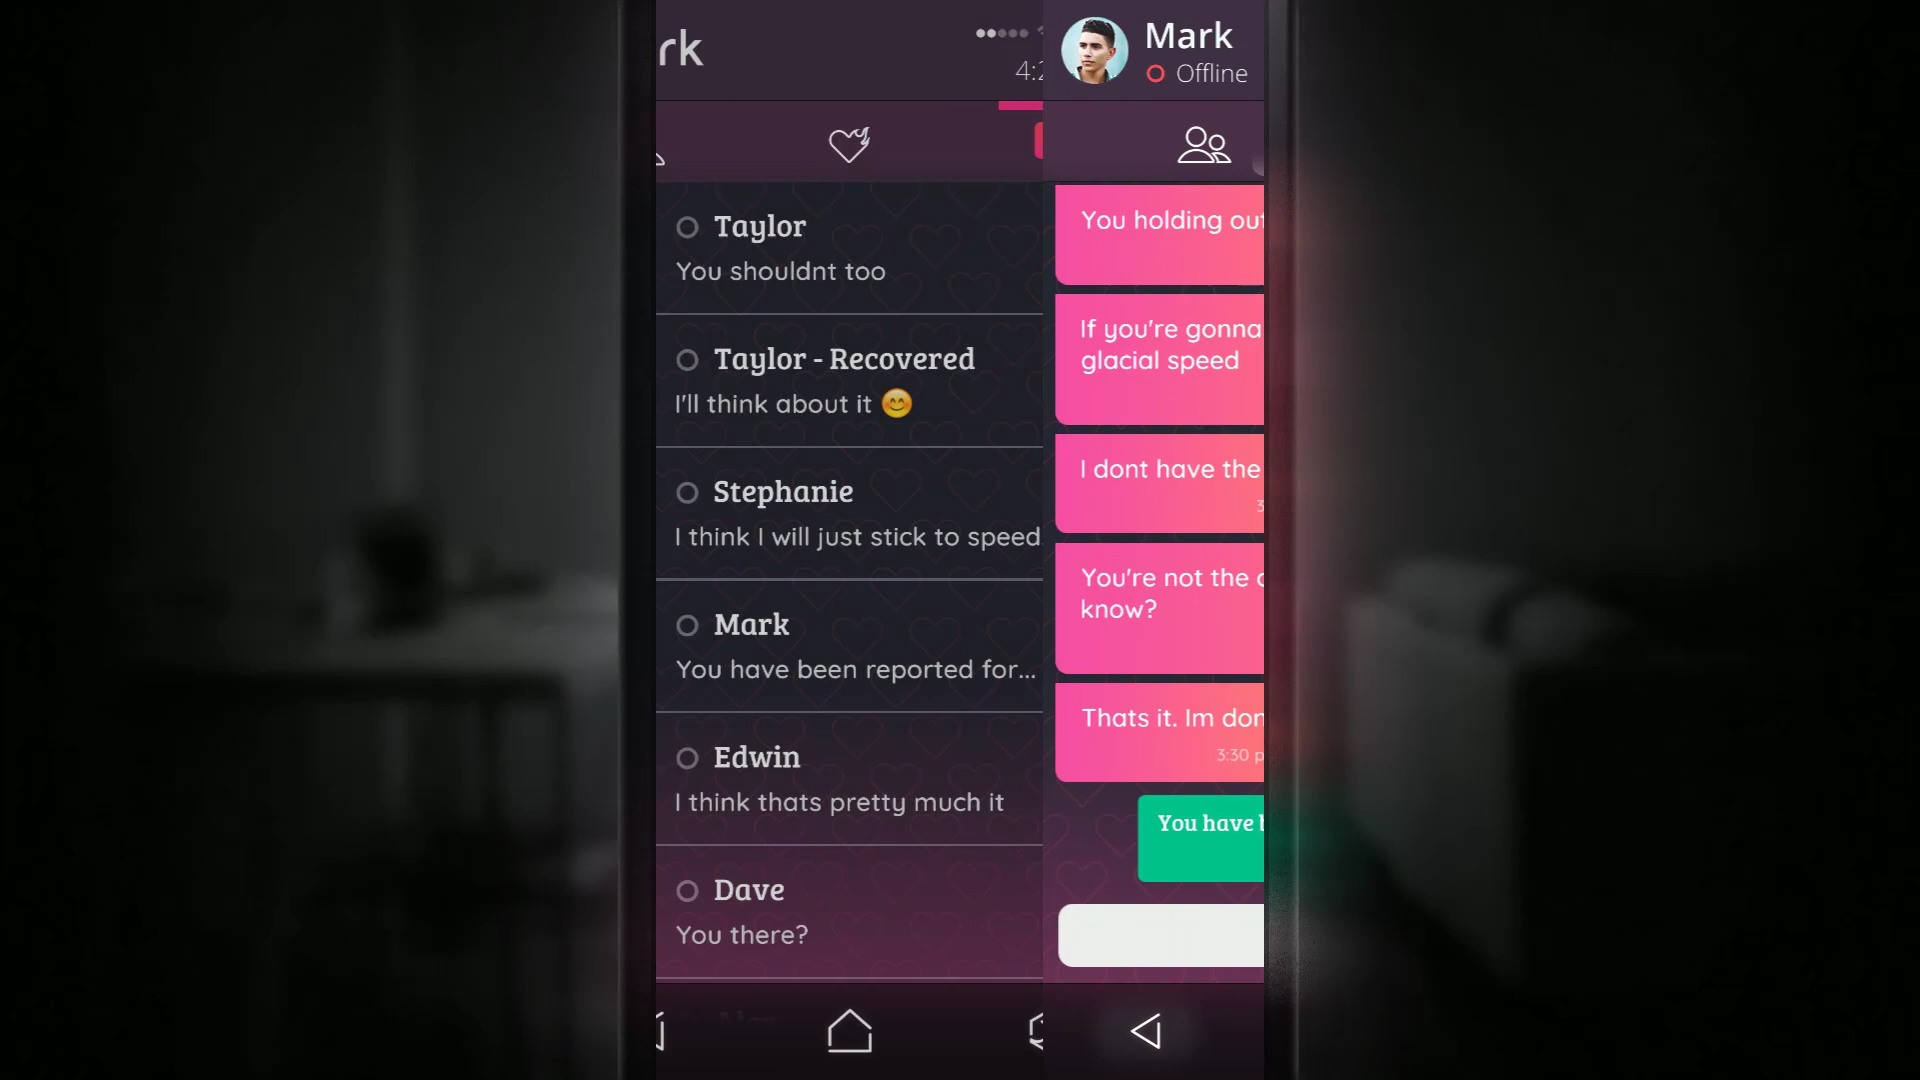 rk
4:2
Taylor
You shouldnt too
Taylor - Recovered
I'll think about it 😊
Stephanie
I think I will just stick to speed
Mark
You have been reported for...
Edwin
I think thats pretty much it
Dave
You there?
Mark
Offline
You holding out
If you're gonna
glacial speed
I dont have the
3
You're not the
know?
Thats it. Im don
3:30 p
You have